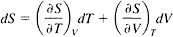 dS = (∂S/∂T)_V dT + (∂S/∂V)_T dV